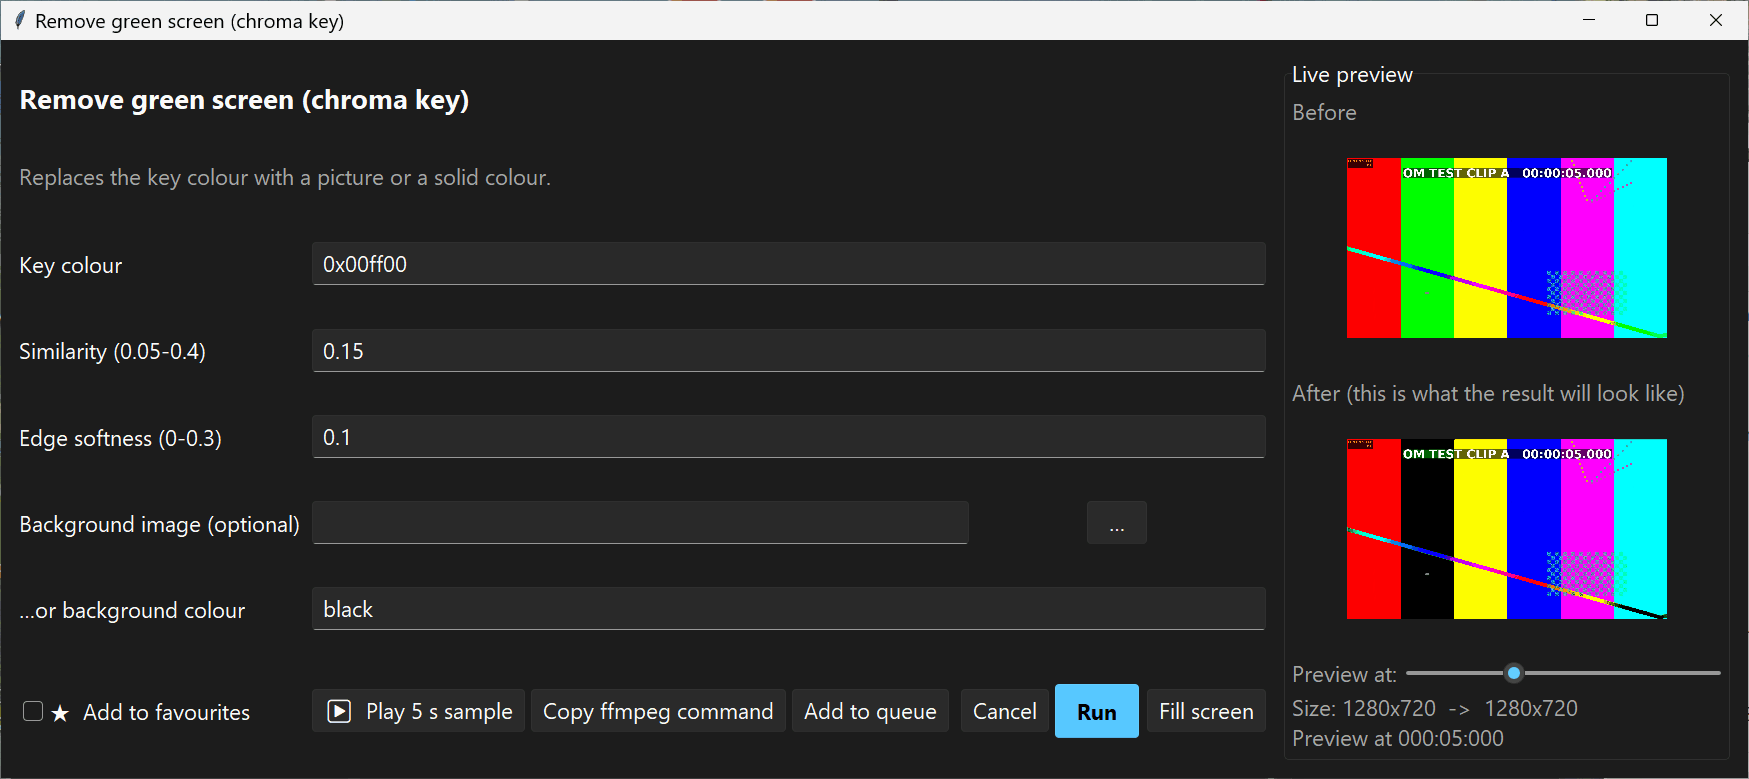 Remove green screen (chroma key)
Remove green screen (chroma key)
Replaces the key colour with a picture or a solid colour.
Key colour
0x00ff00
Similarity (0.05-0.4)
0.15
Edge softness (0-0.3)
0.1
Background image (optional)
...
...or background colour
black
★ Add to favourites
Play 5 s sample
Copy ffmpeg command
Add to queue
Cancel
Run
Fill screen
Live preview
Before
OM TEST CLIP A 00:00:05.000
After (this is what the result will look like)
OM TEST CLIP A 00:00:05.000
Preview at:
Size: 1280x720 -> 1280x720
Preview at 000:05:000